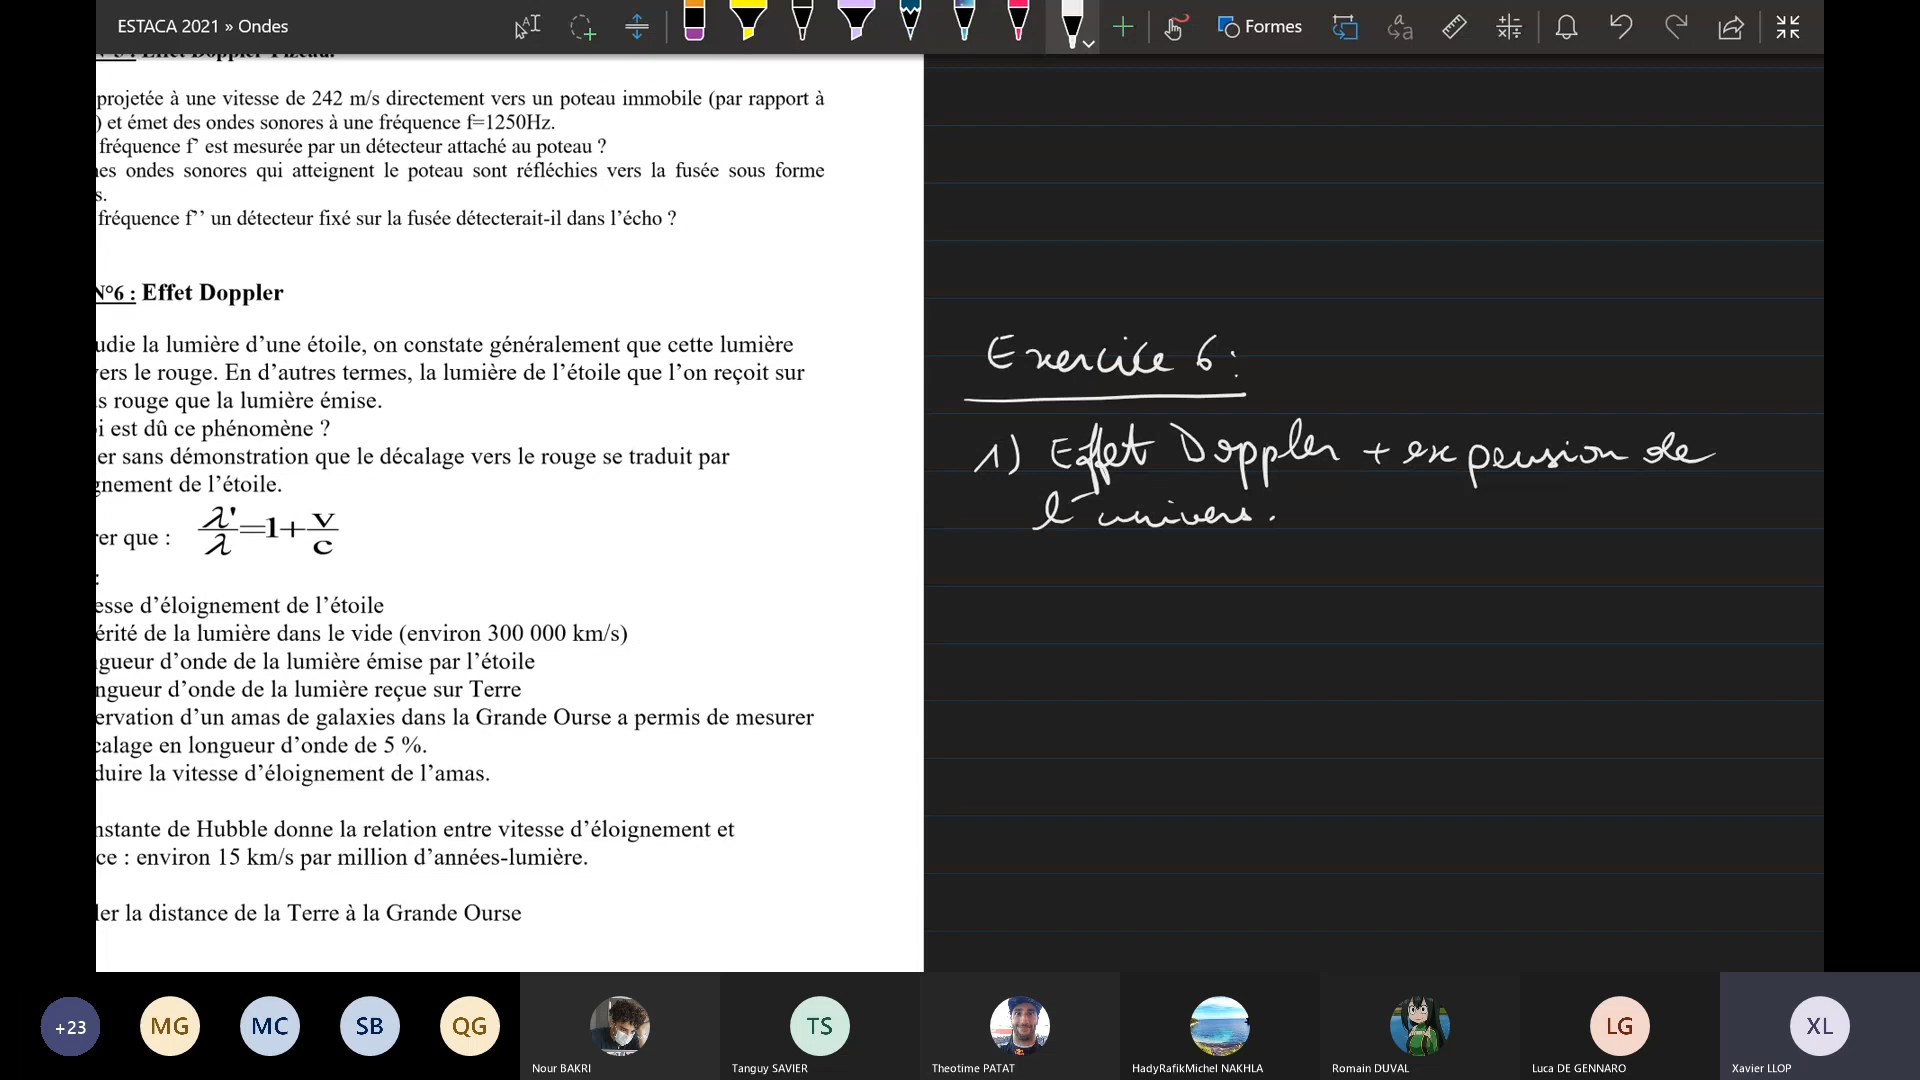 ESTACA 2021 » Ondes
Formes
N°5 : Effet Doppler-Fizeau.
projetée à une vitesse de 242 m/s directement vers un poteau immobile (par rapport à
) et émet des ondes sonores à une fréquence f=1250Hz.
fréquence f' est mesurée par un détecteur attaché au poteau ?
nes ondes sonores qui atteignent le poteau sont réfléchies vers la fusée sous forme
s.
fréquence f'' un détecteur fixé sur la fusée détecterait-il dans l'écho ?
N°6 : Effet Doppler
udie la lumière d'une étoile, on constate généralement que cette lumière
vers le rouge. En d'autres termes, la lumière de l'étoile que l'on reçoit sur
s rouge que la lumière émise.
i est dû ce phénomène ?
er sans démonstration que le décalage vers le rouge se traduit par
gnement de l'étoile.
rer que : λ'/λ=1+v/c
:
esse d'éloignement de l'étoile
érité de la lumière dans le vide (environ 300 000 km/s)
ngueur d'onde de la lumière émise par l'étoile
ngueur d'onde de la lumière reçue sur Terre
ervation d'un amas de galaxies dans la Grande Ourse a permis de mesurer
calage en longueur d'onde de 5 %.
duire la vitesse d'éloignement de l'amas.
nstante de Hubble donne la relation entre vitesse d'éloignement et
ce : environ 15 km/s par million d'années-lumière.
ler la distance de la Terre à la Grande Ourse
Exercice 6 :
1) Effet Doppler + expension de
l'univers.
+23
MG
MC
SB
QG
Nour BAKRI
TS
Tanguy SAVIER
Theotime PATAT
HadyRafikMichel NAKHLA
Romain DUVAL
LG
Luca DE GENNARO
XL
Xavier LLOP